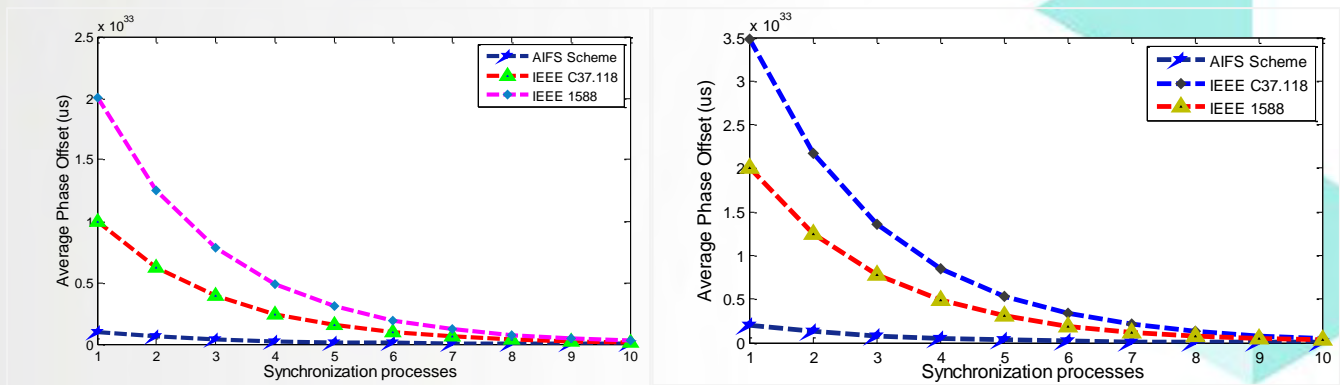 x 10^33
2.5
2
1.5
1
0.5
0
1 2 3 4 5 6 7 8 9 10
Average Phase Offset (us)
Synchronization processes
AIFS Scheme
IEEE C37.118
IEEE 1588
x 10^33
3.5
3
2.5
2
1.5
1
0.5
0
1 2 3 4 5 6 7 8 9 10
Average Phase Offset (us)
Synchronization processes
AIFS Scheme
IEEE C37.118
IEEE 1588